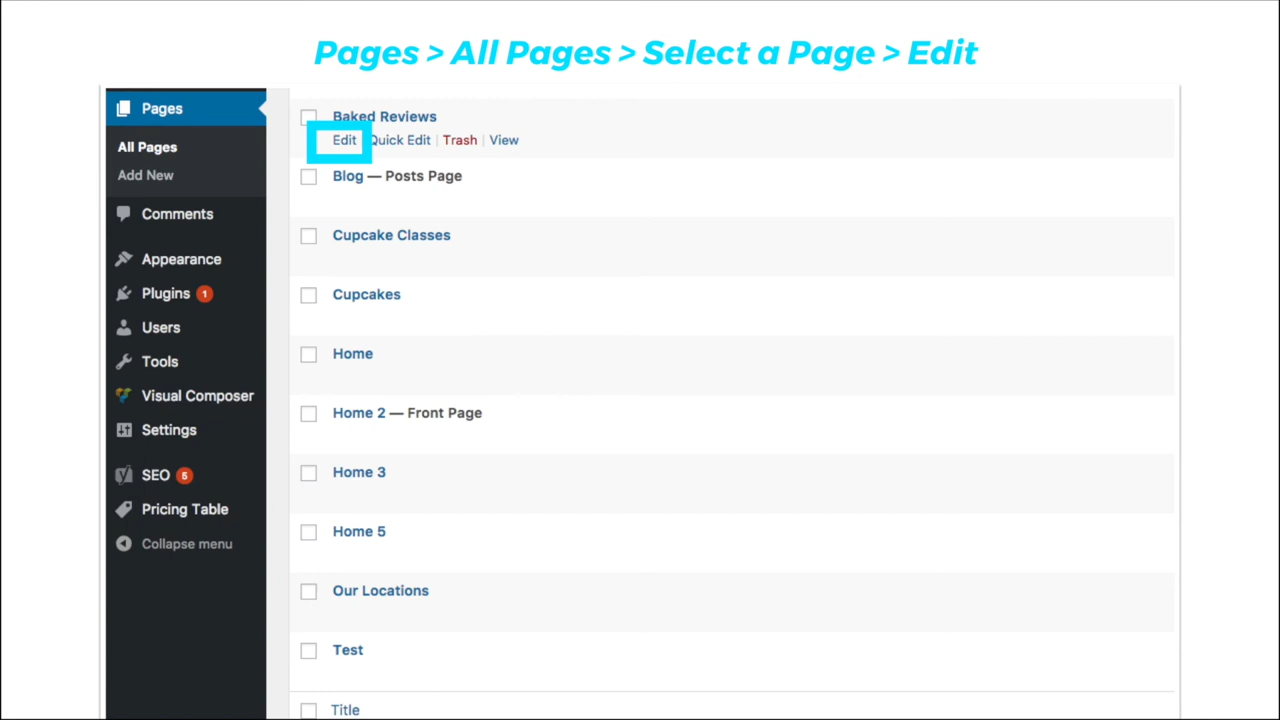 Pages > All Pages > Select a Page > Edit
Pages
All Pages
Add New
Comments
Appearance
Plugins 1
Users
Tools
Visual Composer
Settings
SEO 5
Pricing Table
Collapse menu
Baked Reviews
Edit Quick Edit | Trash | View
Blog — Posts Page
Cupcake Classes
Cupcakes
Home
Home 2 — Front Page
Home 3
Home 5
Our Locations
Test
Title